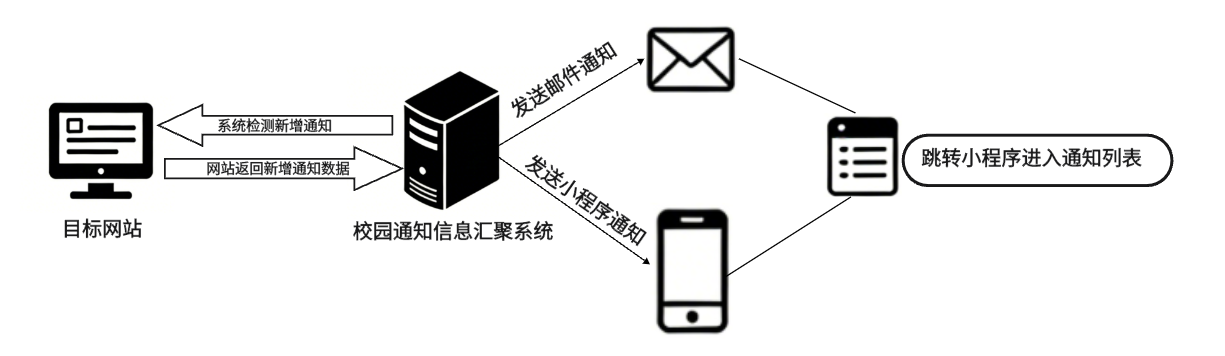 发送邮件通知
系统检测新增通知
网站返回新增通知数据
跳转小程序进入通知列表
发送小程序通知
目标网站
校园通知信息汇聚系统